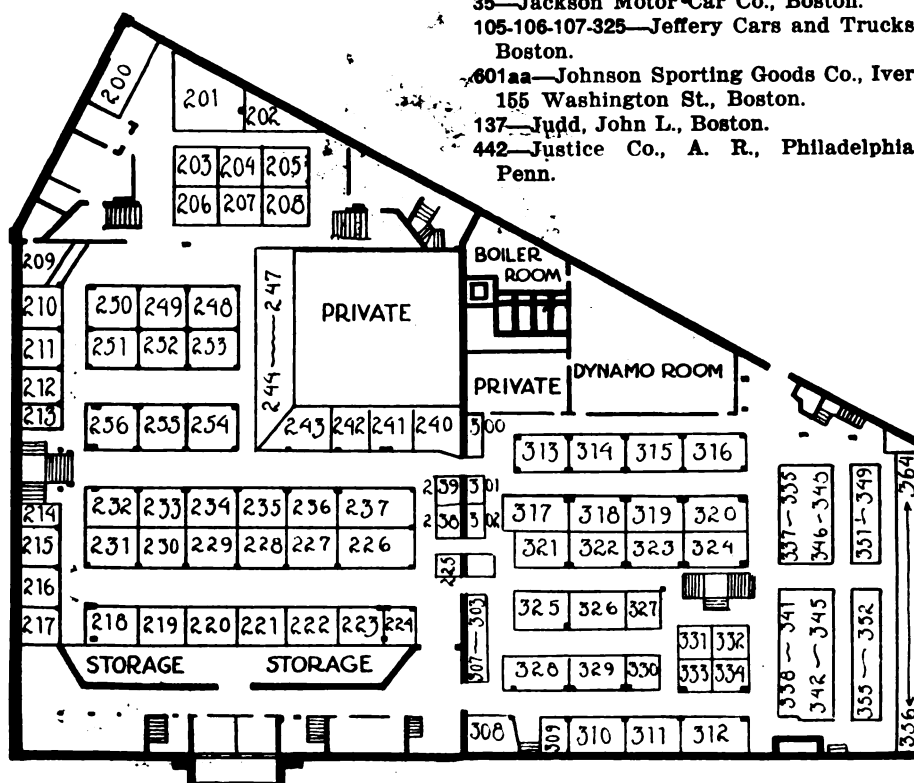 35—Jackson Motor Car Co., Boston.
105-106-107-325—Jeffery Cars and Trucks
Boston.
601aa—Johnson Sporting Goods Co., Iver
155 Washington St., Boston.
137—Judd, John L., Boston.
442—Justice Co., A. R., Philadelphia
Penn.
200
201
202
203 204 205
206 207 208
209
BOILER
ROOM
210
250 249 248
244—247
PRIVATE
211
251 252 253
212
PRIVATE
DYNAMO ROOM
213
256 255 254
243 242 241 240
300
313 314 315 316
214
232 233 234 235 236 237
239 301
238 302
317 318 319 320
337—335
346-343
351-349
364
215
231 230 229 228 227 226
321 322 323 324
225
216
307—303
325 326 327
217
218 219 220 221 222 223 224
331 332
333 334
338—341
342—345
355—352
STORAGE
STORAGE
328 329 330
308
309
310 311 312